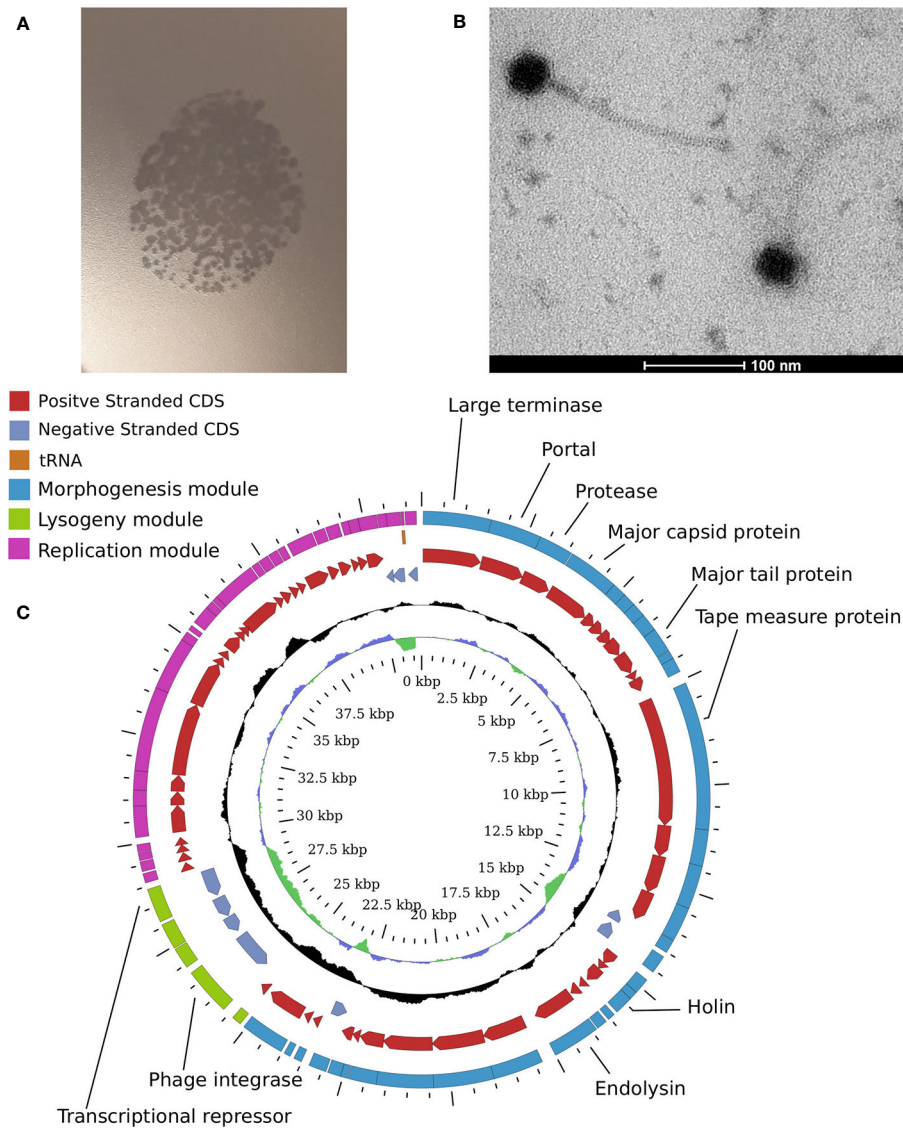 A
B
100 nm
Positve Stranded CDS
Negative Stranded CDS
tRNA
Morphogenesis module
Lysogeny module
Replication module
Large terminase
Portal
Protease
Major capsid protein
Major tail protein
Tape measure protein
C
0 kbp
2.5 kbp
5 kbp
7.5 kbp
10 kbp
12.5 kbp
15 kbp
17.5 kbp
20 kbp
22.5 kbp
25 kbp
27.5 kbp
30 kbp
32.5 kbp
35 kbp
37.5 kbp
Holin
Endolysin
Phage integrase
Transcriptional repressor